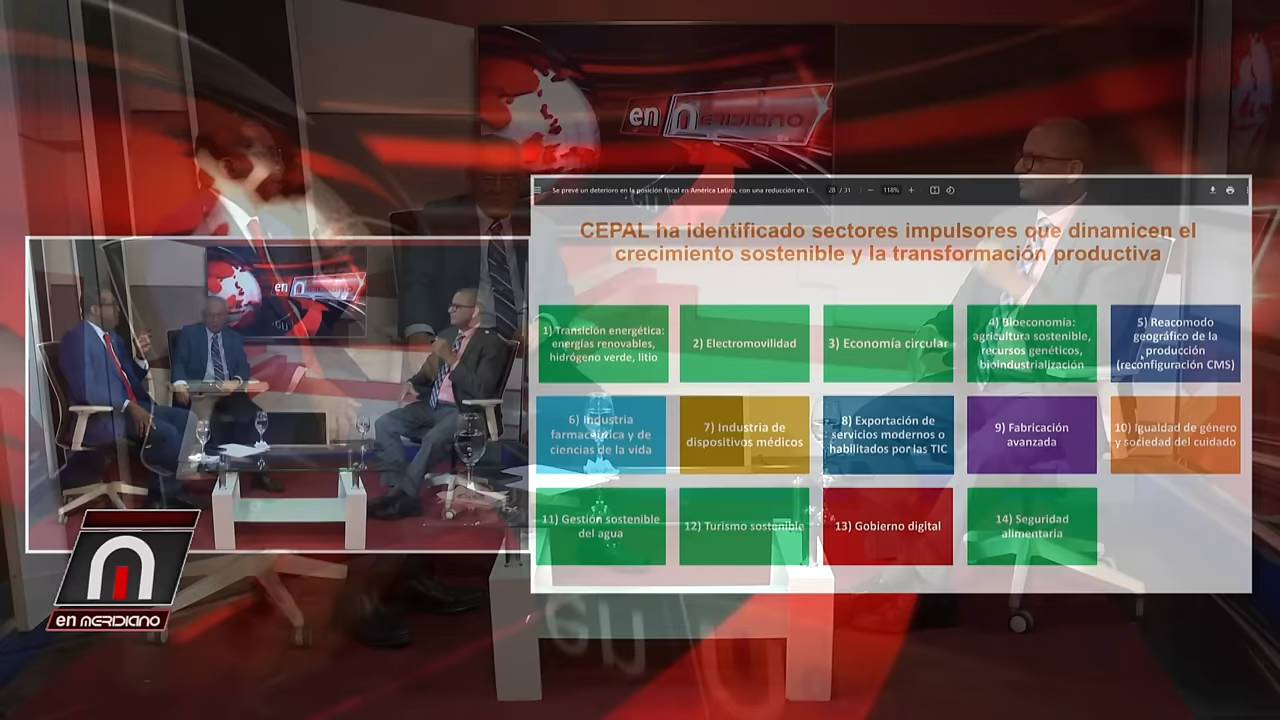 en MERIDIANO
Se prevé un deterioro en la posición fiscal en América Latina, con una reducción en l...
28 / 31
118%
CEPAL ha identificado sectores impulsores que dinamicen el
crecimiento sostenible y la transformación productiva
1) Transición energética:
energías renovables,
hidrógeno verde, litio
2) Electromovilidad
3) Economía circular
4) Bioeconomía:
agricultura sostenible,
recursos genéticos,
bioindustrialización
5) Reacomodo
geográfico de la
producción
(reconfiguración CMS)
6) Industria
farmacéutica y de
ciencias de la vida
7) Industria de
dispositivos médicos
8) Exportación de
servicios modernos o
habilitados por las TIC
9) Fabricación
avanzada
10) Igualdad de género
y sociedad del cuidado
11) Gestión sostenible
del agua
12) Turismo sostenible
13) Gobierno digital
14) Seguridad
alimentaria
en
en MERDIANO
en